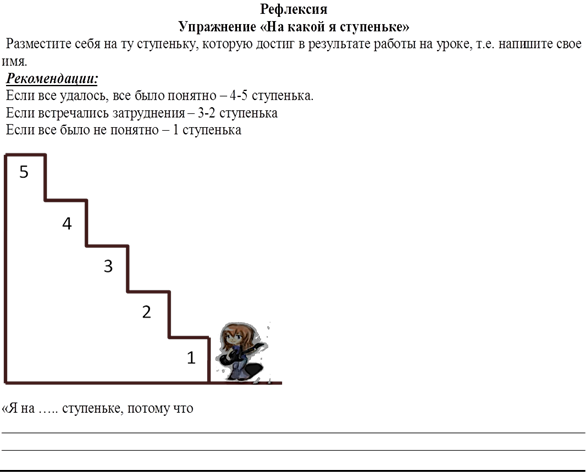 Рефлексия
Упражнение «На какой я ступеньке»
Разместите себя на ту ступеньку, которую достиг в результате работы на уроке, т.е. напишите свое
имя.
Рекомендации:
Если все удалось, все было понятно – 4-5 ступенька.
Если встречались затруднения – 3-2 ступенька
Если все было не понятно – 1 ступенька
5
4
3
2
1
«Я на ….. ступеньке, потому что